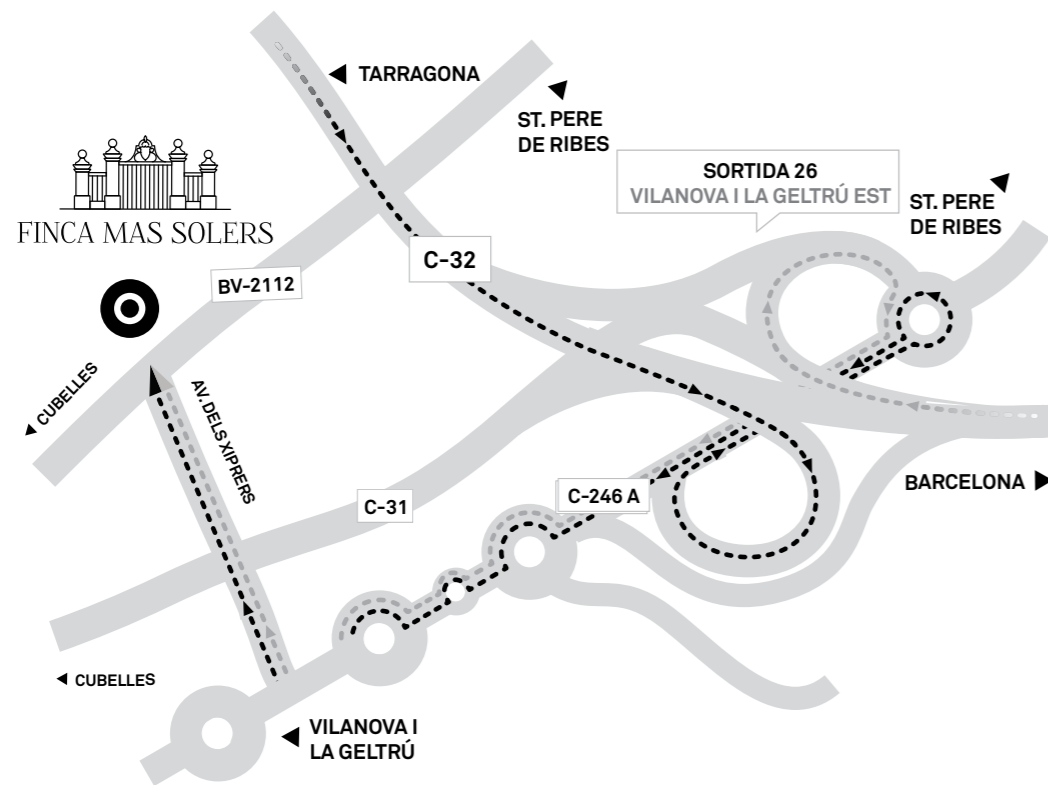 TARRAGONA
ST. PERE
DE RIBES
SORTIDA 26
VILANOVA I LA GELTRÚ EST
ST. PERE
DE RIBES
FINCA MAS SOLERS
C-32
BV-2112
CUBELLES
AV. DELS XIPRERS
BARCELONA
C-246 A
C-31
CUBELLES
VILANOVA I
LA GELTRÚ